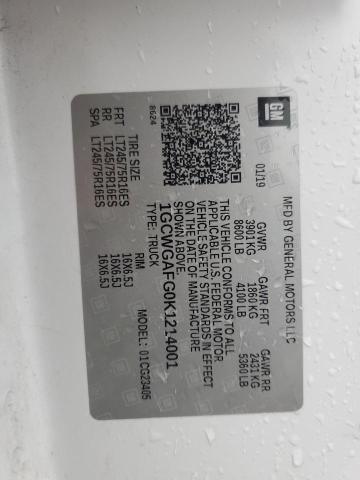 GM
MFD BY GENERAL MOTORS LLC
01/19
GVWR GAWR FRT GAWR RR
3901 KG 1860 KG 2431 KG
8600 LB 4100 LB 5360 LB
THIS VEHICLE CONFORMS TO ALL
APPLICABLE U.S. FEDERAL MOTOR
VEHICLE SAFETY STANDARDS IN EFFECT
ON THE DATE OF MANUFACTURE
SHOWN ABOVE.
1GCWGAFG0K1214001
TYPE: TRUCK
8624
MODEL: 01CG23405
TIRE SIZE RIM
FRT LT245/75R16ES 16X6.5J
RR LT245/75R16ES 16X6.5J
SPA LT245/75R16ES 16X6.5J